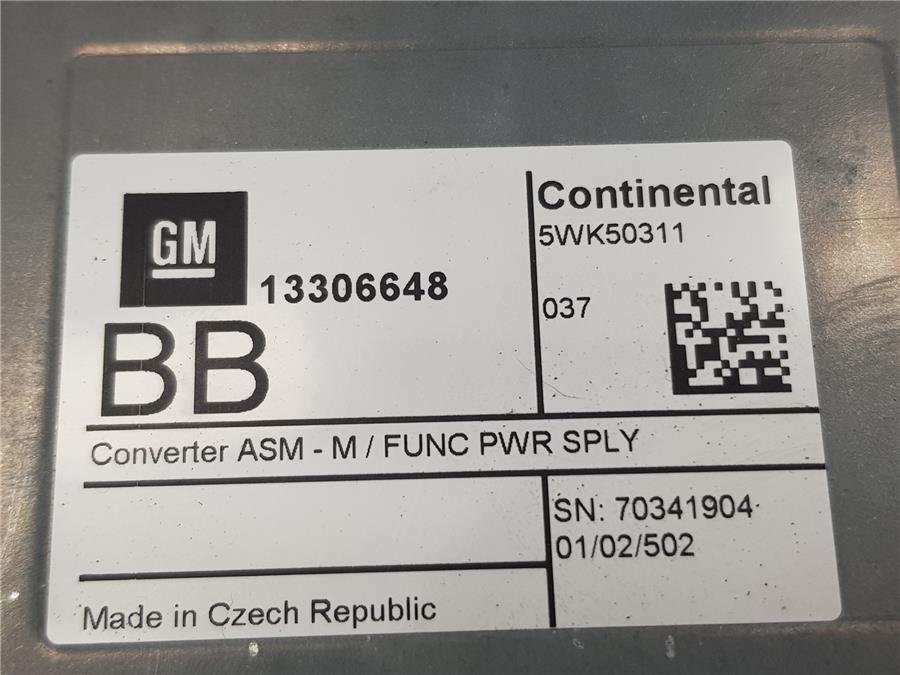 GM
13306648
BB
Continental
5WK50311
037
Converter ASM - M / FUNC PWR SPLY
SN: 70341904
01/02/502
Made in Czech Republic